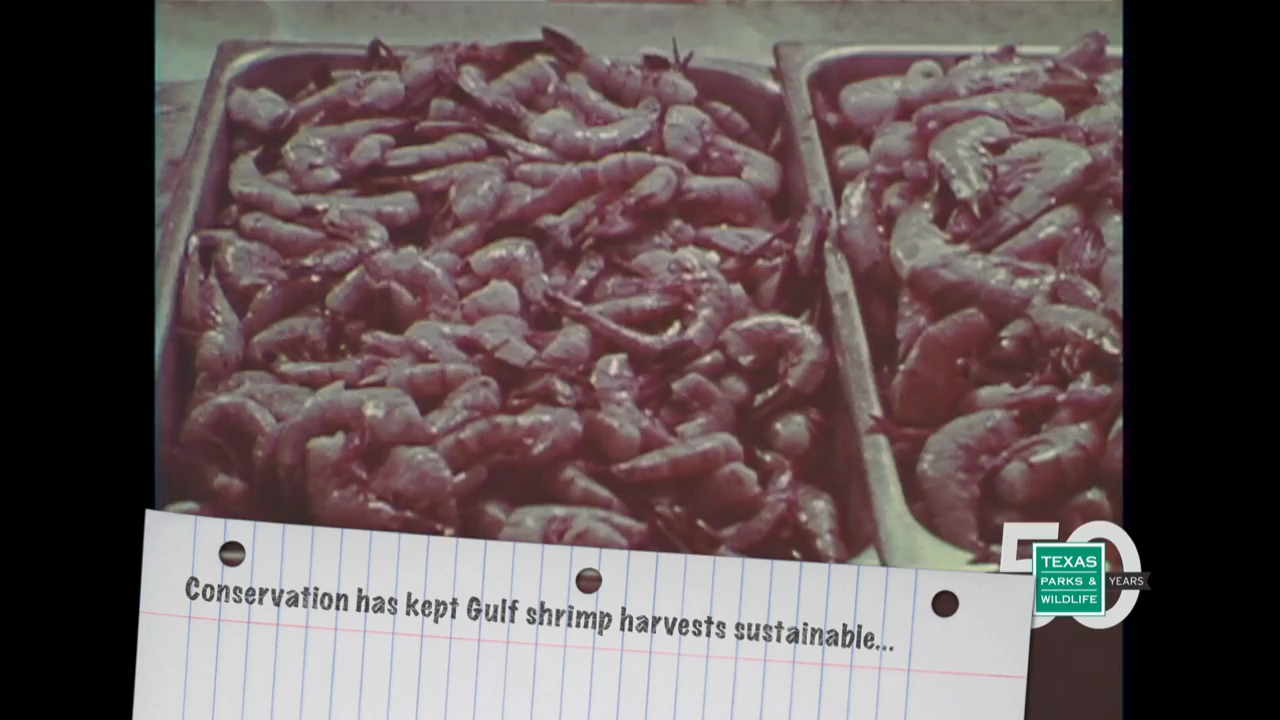 Conservation has kept Gulf shrimp harvests sustainable...
50
TEXAS
PARKS &
WILDLIFE
YEARS